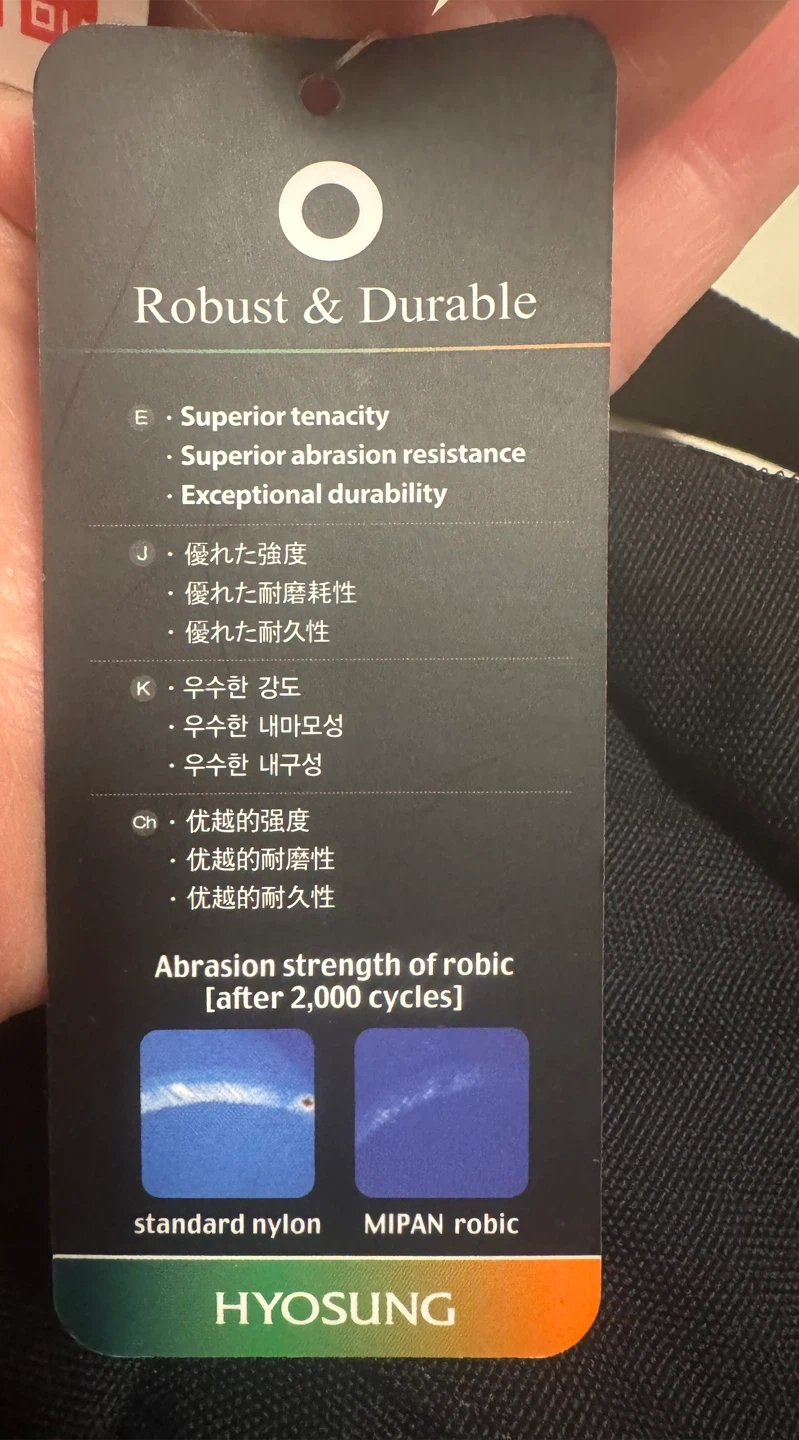 Robust & Durable
E · Superior tenacity
· Superior abrasion resistance
· Exceptional durability
J · 優れた強度
· 優れた耐磨耗性
· 優れた耐久性
K · 우수한 강도
· 우수한 내마모성
· 우수한 내구성
Ch · 优越的强度
· 优越的耐磨性
· 优越的耐久性
Abrasion strength of robic
[after 2,000 cycles]
standard nylon MIPAN robic
HYOSUNG